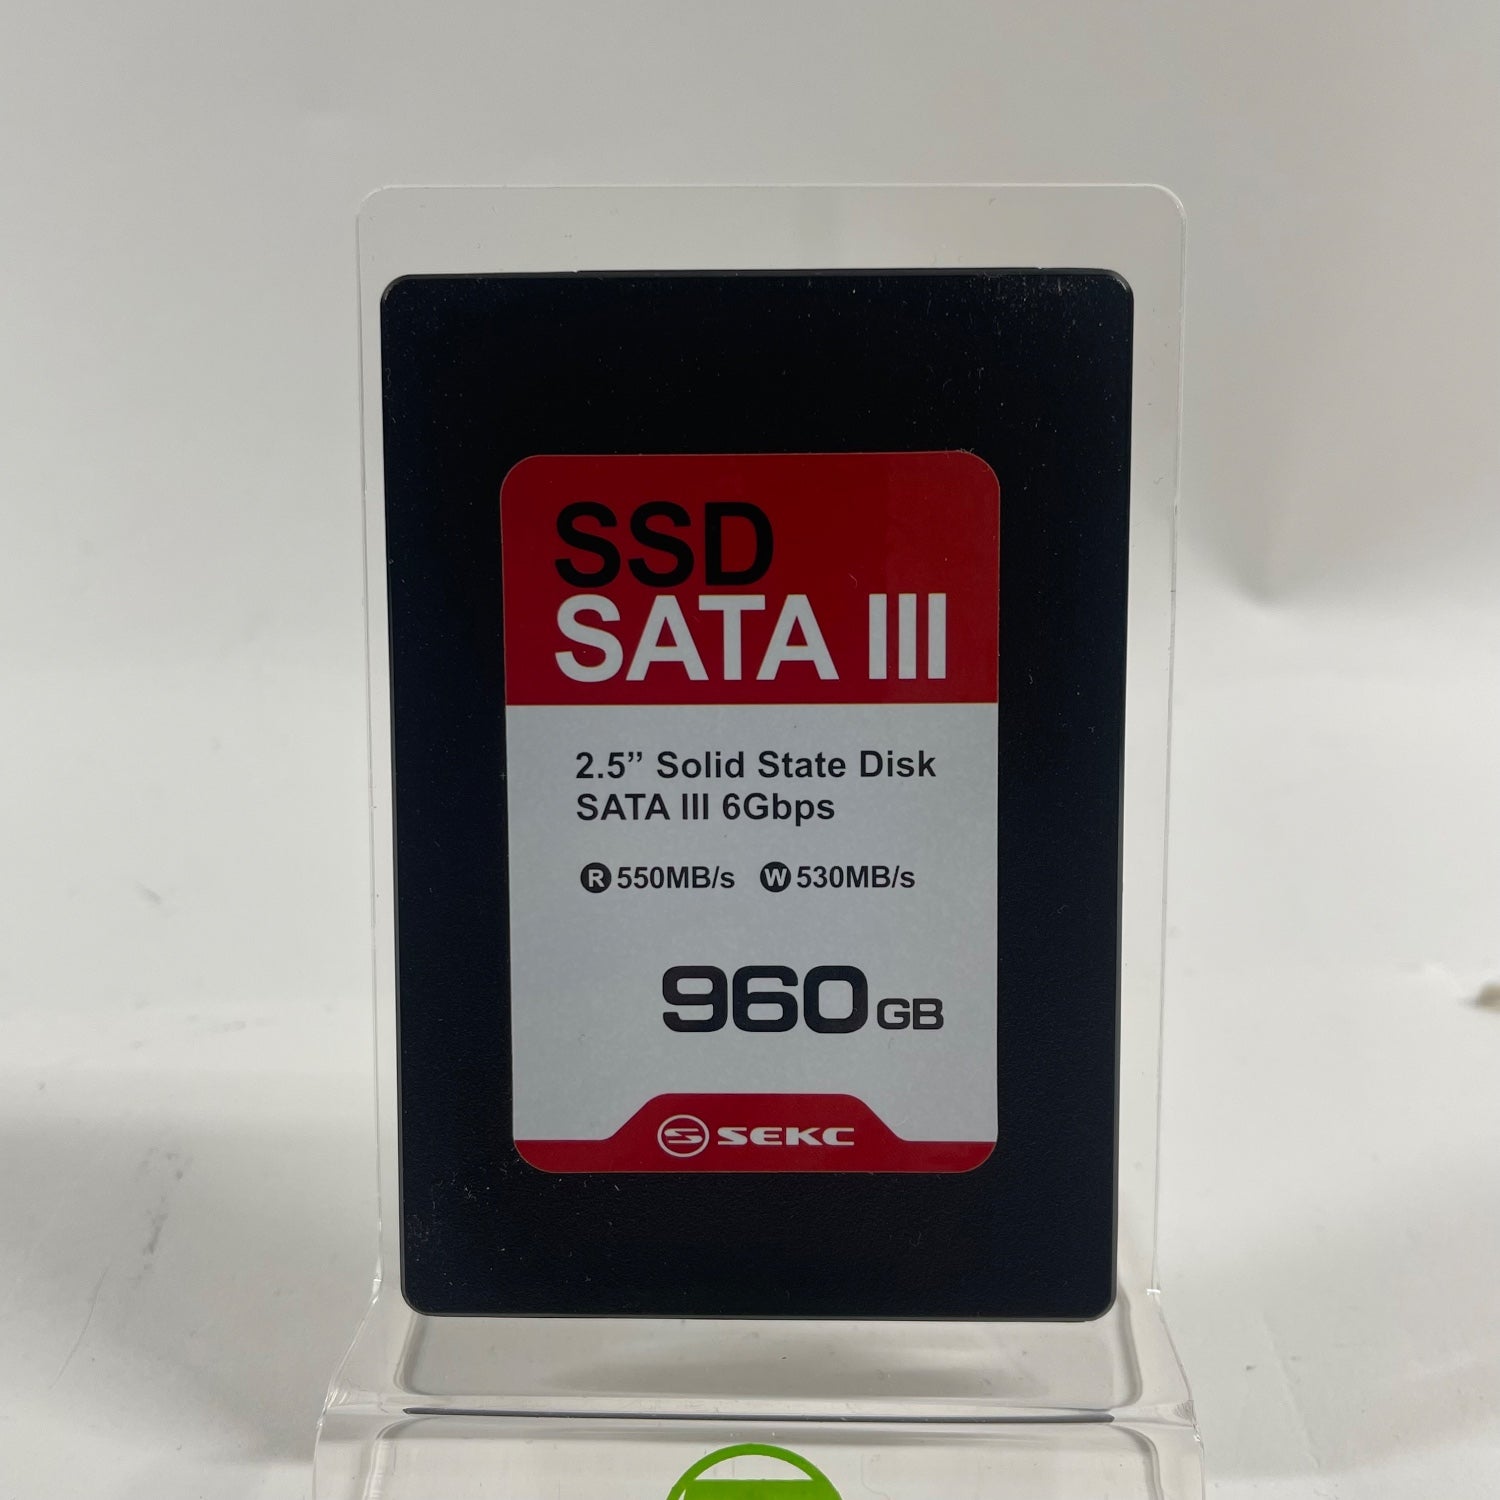 SSD
SATA III
2.5” Solid State Disk
SATA III 6Gbps
R 550MB/s W 530MB/s
960GB
SEKC